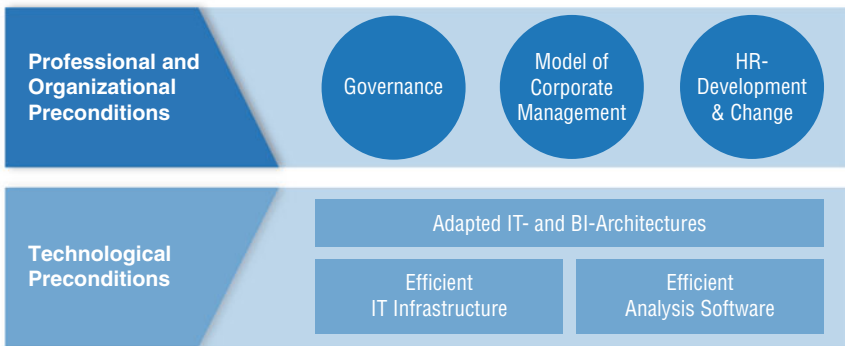 Professional and
Organizational
Preconditions
Governance
Model of
Corporate
Management
HR-
Development
& Change
Technological
Preconditions
Adapted IT- and BI-Architectures
Efficient
IT Infrastructure
Efficient
Analysis Software